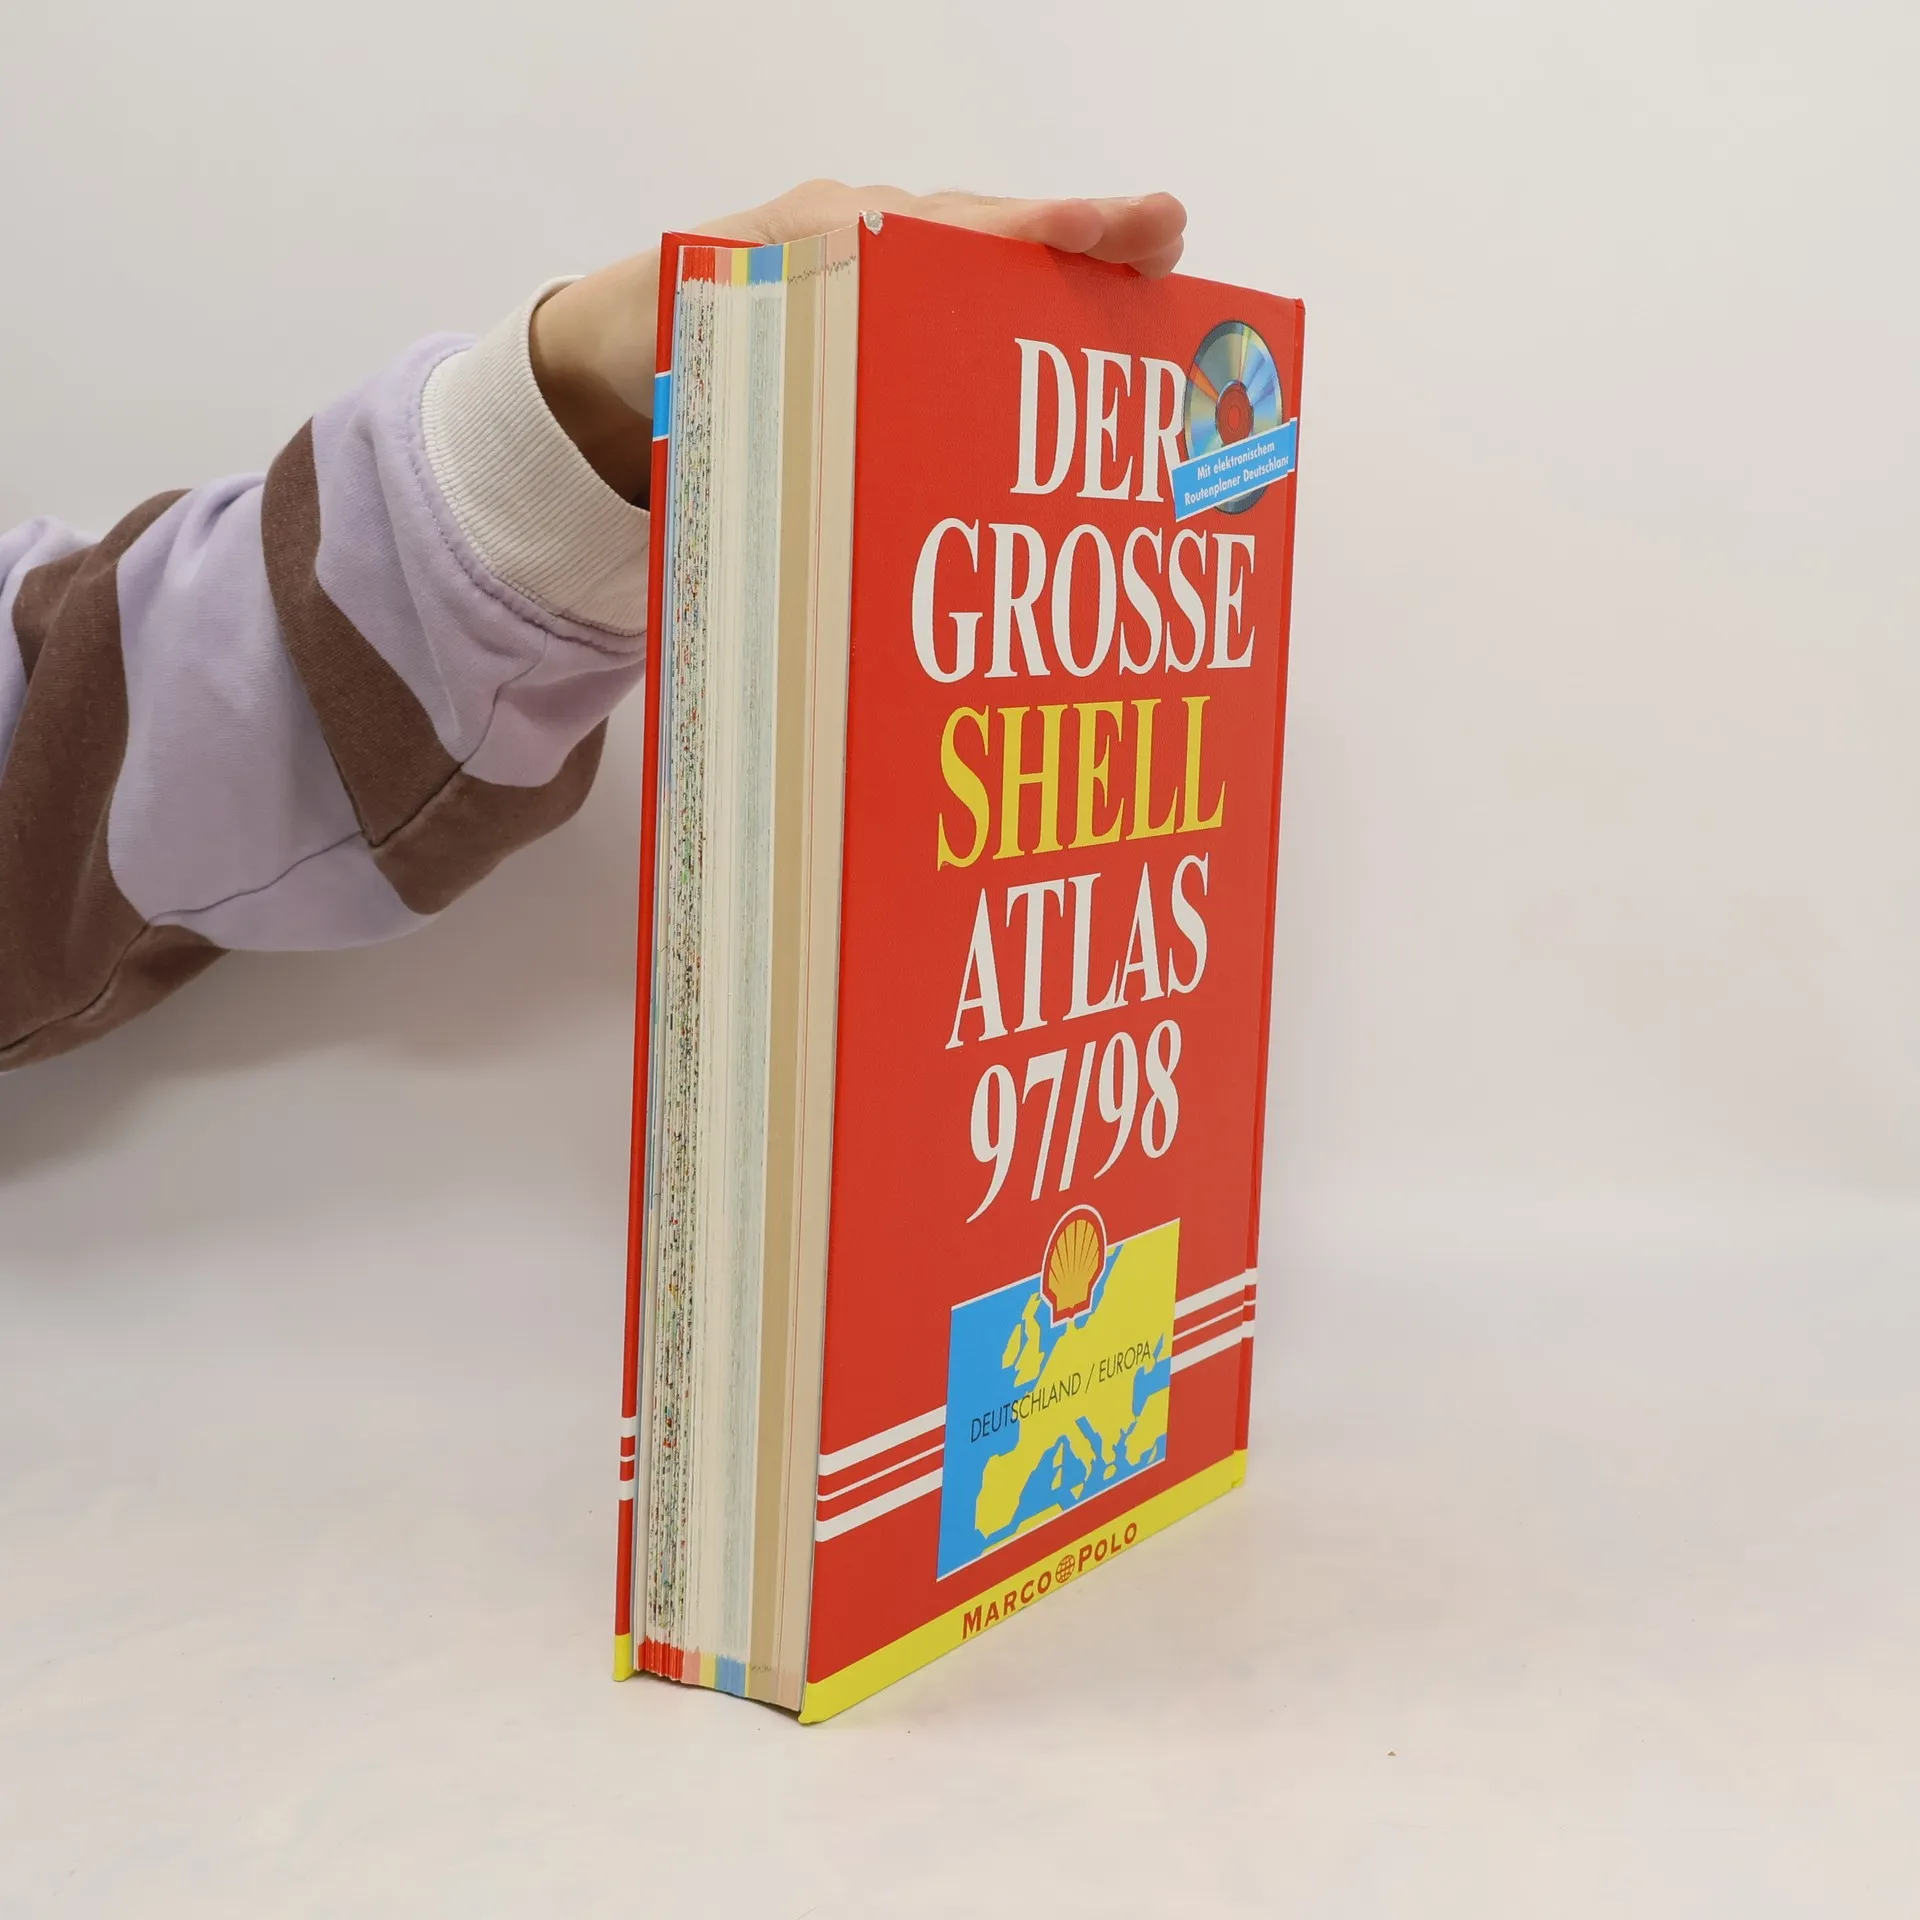 DER
GROSSE
SHELL
ATLAS
97/98
Mit elektronischem
Routenplaner Deutschland
DEUTSCHLAND / EUROPA
MARCO POLO